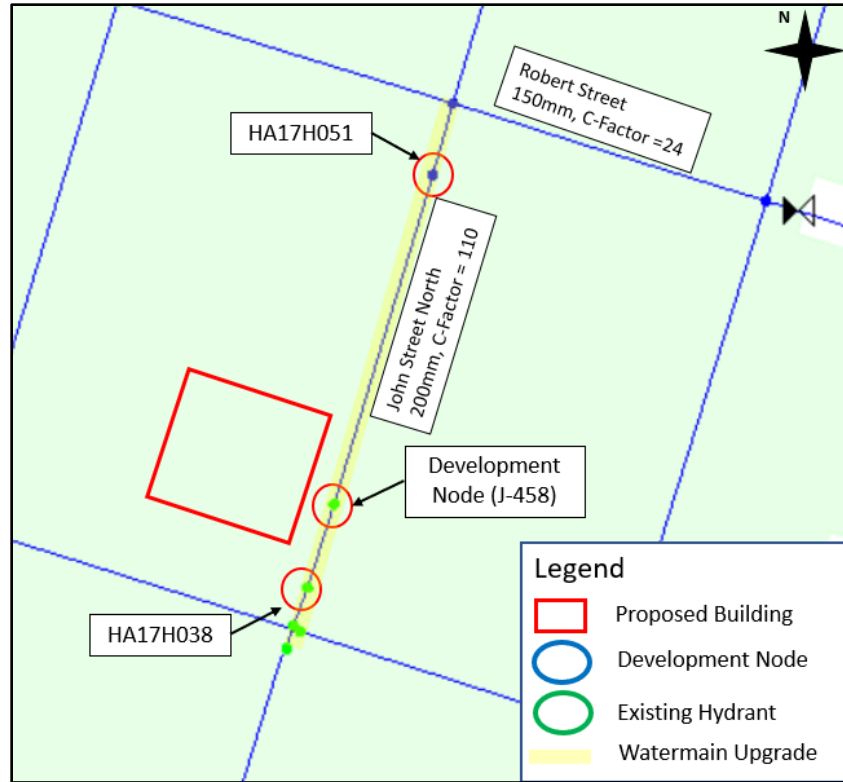 N
Robert Street
150mm, C-Factor =24
HA17H051
John Street North
200mm, C-Factor = 110
Development
Node (J-458)
HA17H038
Legend
Proposed Building
Development Node
Existing Hydrant
Watermain Upgrade